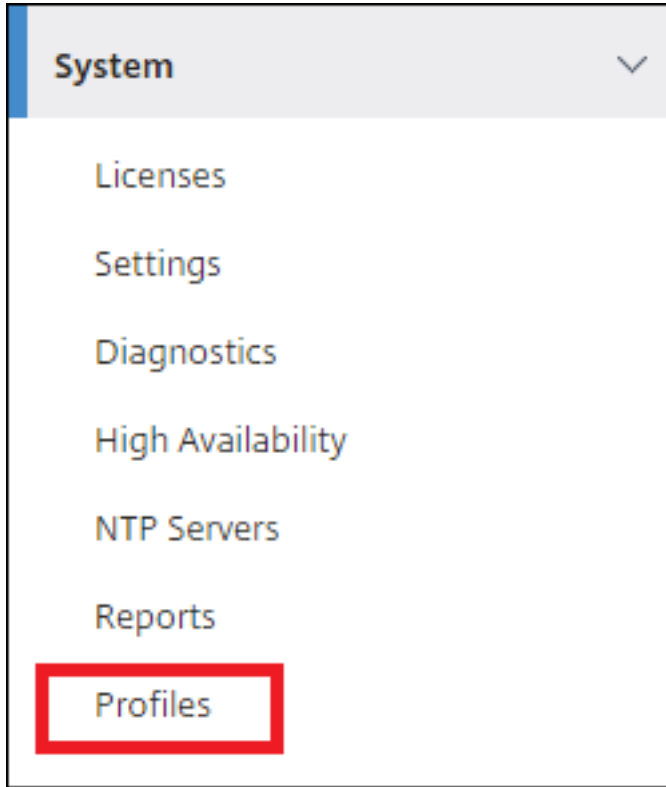 System
Licenses
Settings
Diagnostics
High Availability
NTP Servers
Reports
Profiles